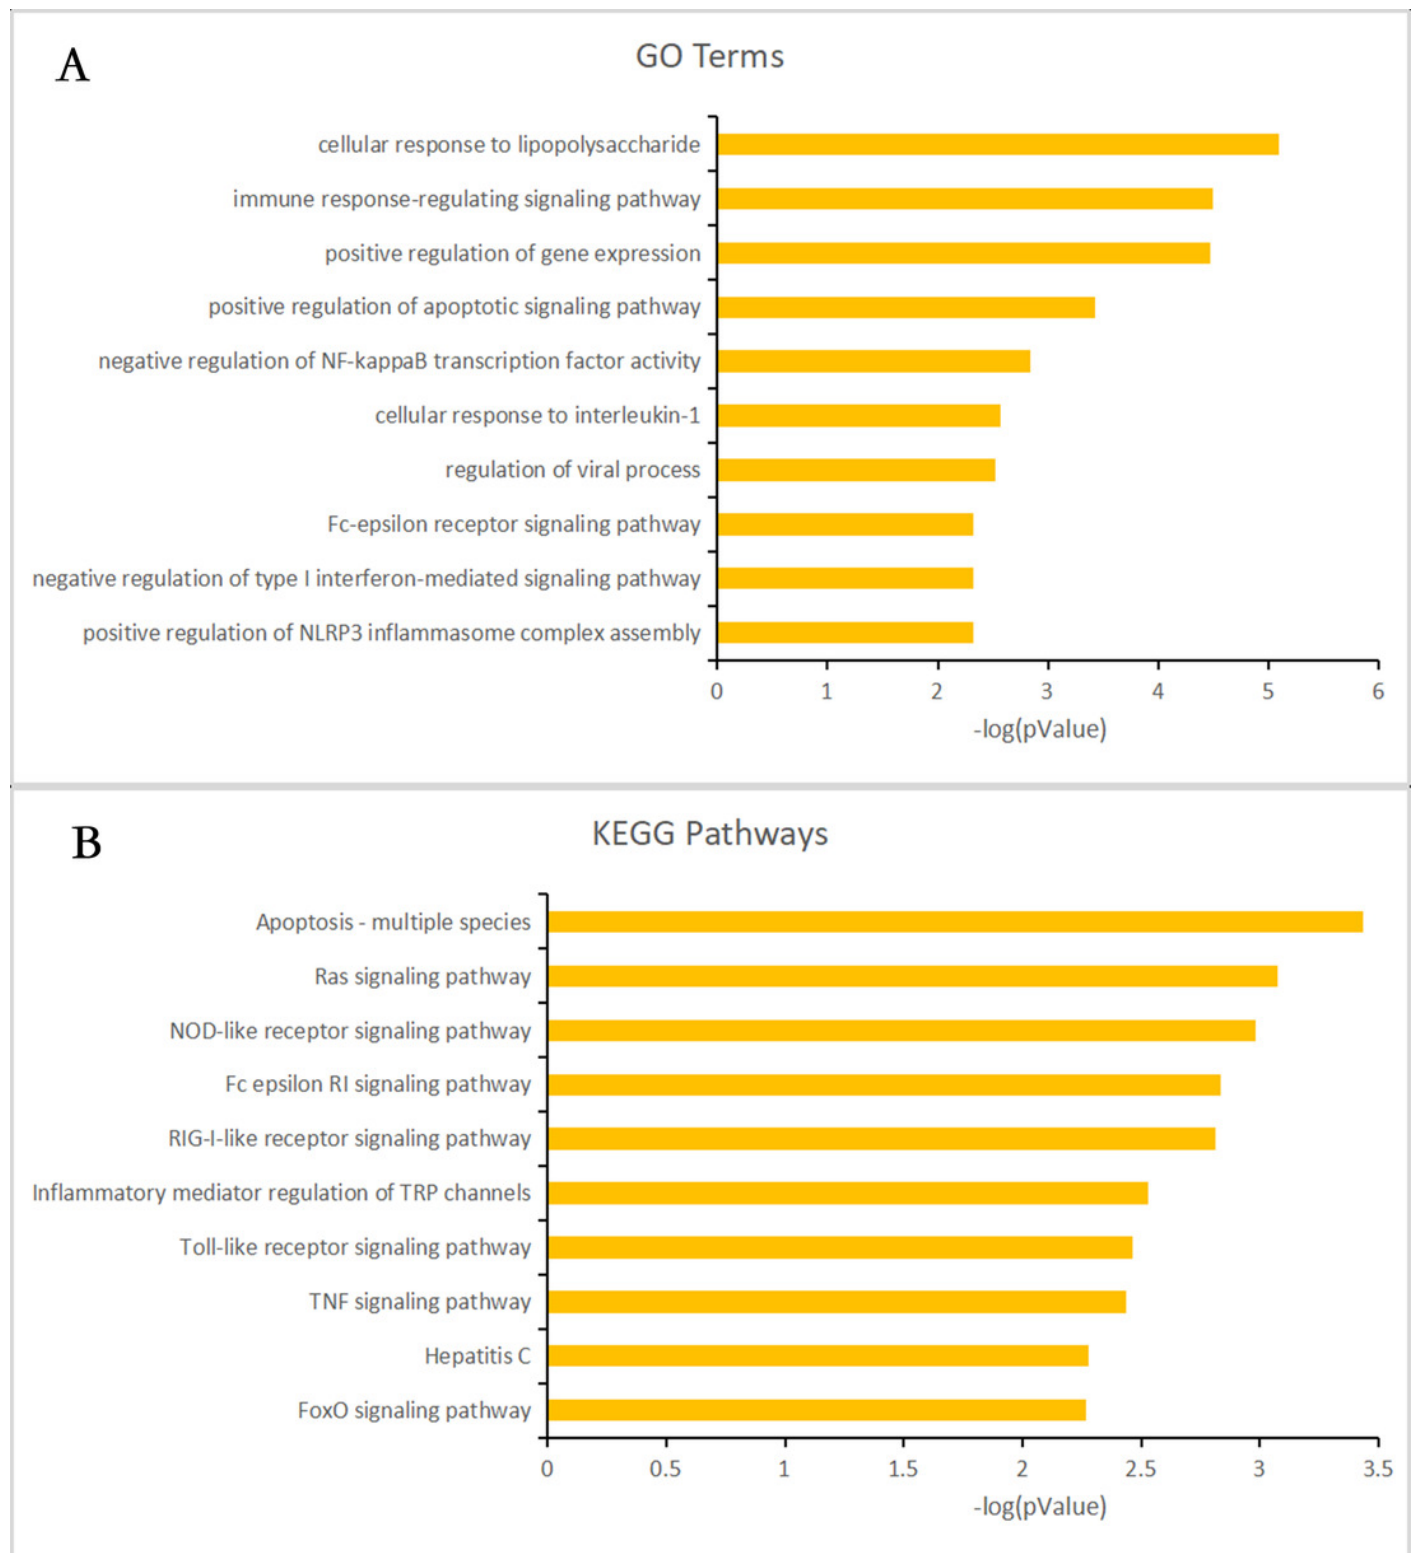 A
GO Terms
cellular response to lipopolysaccharide
immune response-regulating signaling pathway
positive regulation of gene expression
positive regulation of apoptotic signaling pathway
negative regulation of NF-kappaB transcription factor activity
cellular response to interleukin-1
regulation of viral process
Fc-epsilon receptor signaling pathway
negative regulation of type I interferon-mediated signaling pathway
positive regulation of NLRP3 inflammasome complex assembly
0 1 2 3 4 5 6
-log(pValue)
B
KEGG Pathways
Apoptosis - multiple species
Ras signaling pathway
NOD-like receptor signaling pathway
Fc epsilon RI signaling pathway
RIG-I-like receptor signaling pathway
Inflammatory mediator regulation of TRP channels
Toll-like receptor signaling pathway
TNF signaling pathway
Hepatitis C
FoxO signaling pathway
0 0.5 1 1.5 2 2.5 3 3.5
-log(pValue)